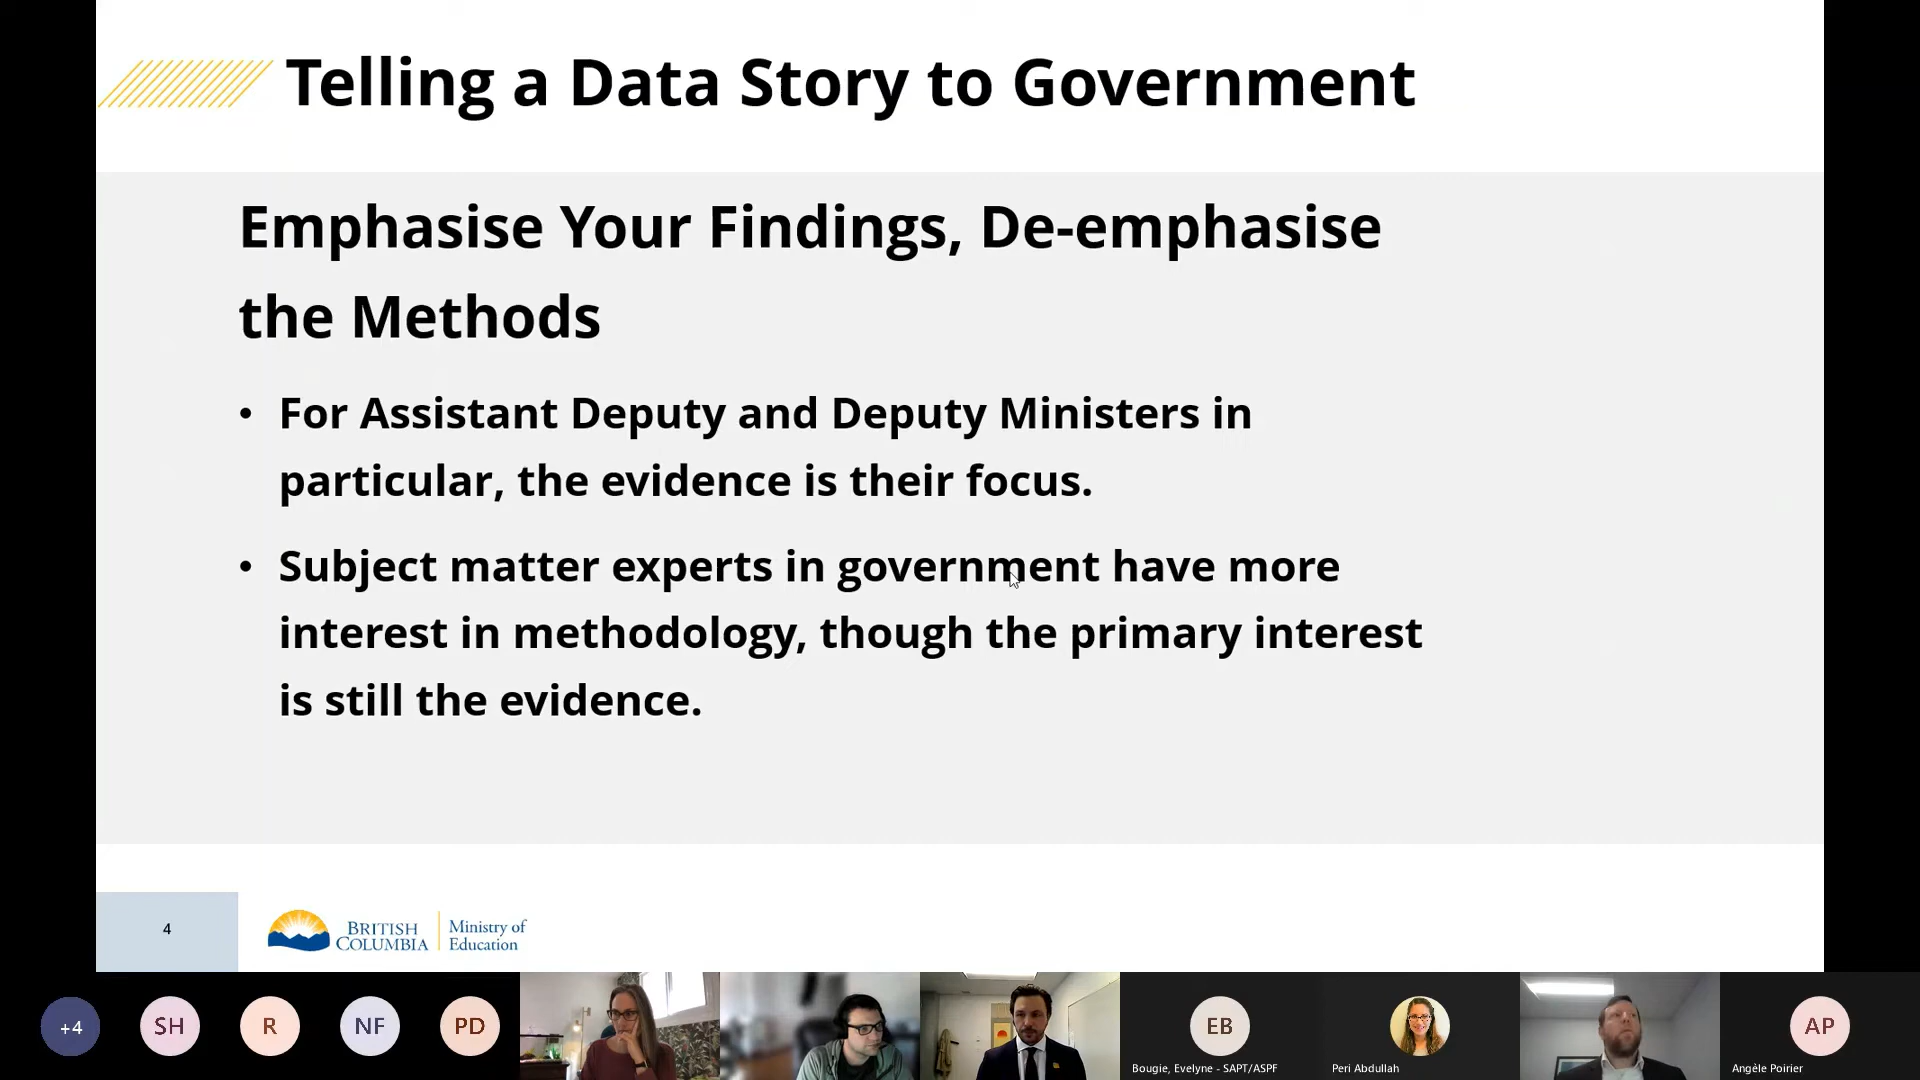 Telling a Data Story to Government
Emphasise Your Findings, De-emphasise
the Methods
• For Assistant Deputy and Deputy Ministers in
particular, the evidence is their focus.
• Subject matter experts in government have more
interest in methodology, though the primary interest
is still the evidence.
4
BRITISH
COLUMBIA
Ministry of
Education
+4
SH
R
NF
PD
EB
Bougie, Evelyne - SAPT/ASPF
Peri Abdullah
AP
Angèle Poirier